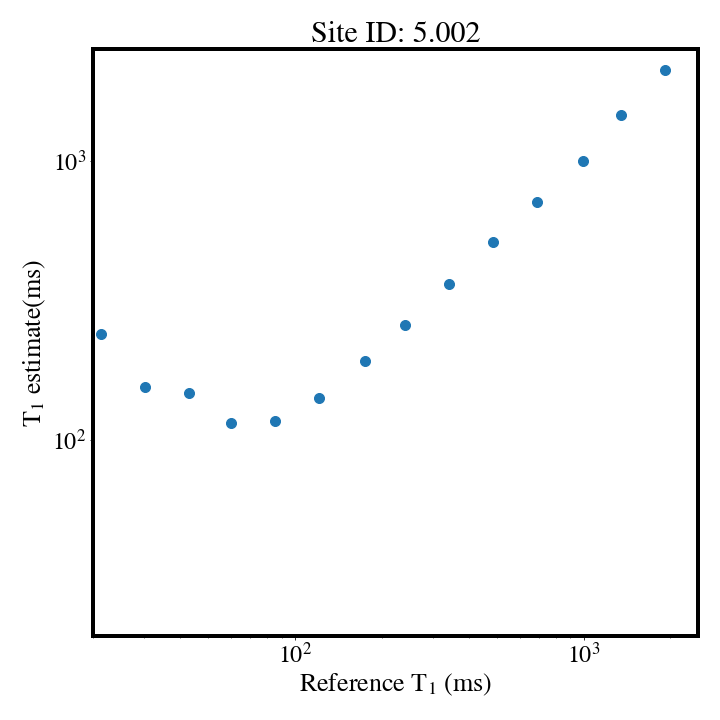 Site ID: 5.002
10³
10²
T₁ estimate(ms)
10² 10³
Reference T₁ (ms)